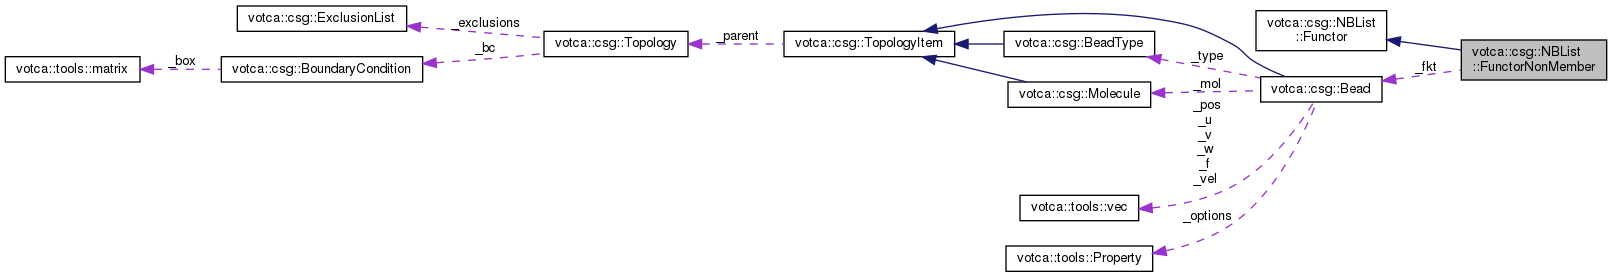 votca::csg::ExclusionList
_exclusions
votca::csg::Topology
_bc
votca::csg::BoundaryCondition
_box
votca::tools::matrix
_parent
votca::csg::TopologyItem
votca::csg::BeadType
votca::csg::Molecule
_type
_mol
_pos
_u
_v
_w
_f
_vel
votca::tools::vec
_options
votca::tools::Property
votca::csg::NBList
::Functor
votca::csg::Bead
_fkt
votca::csg::NBList
::FunctorNonMember